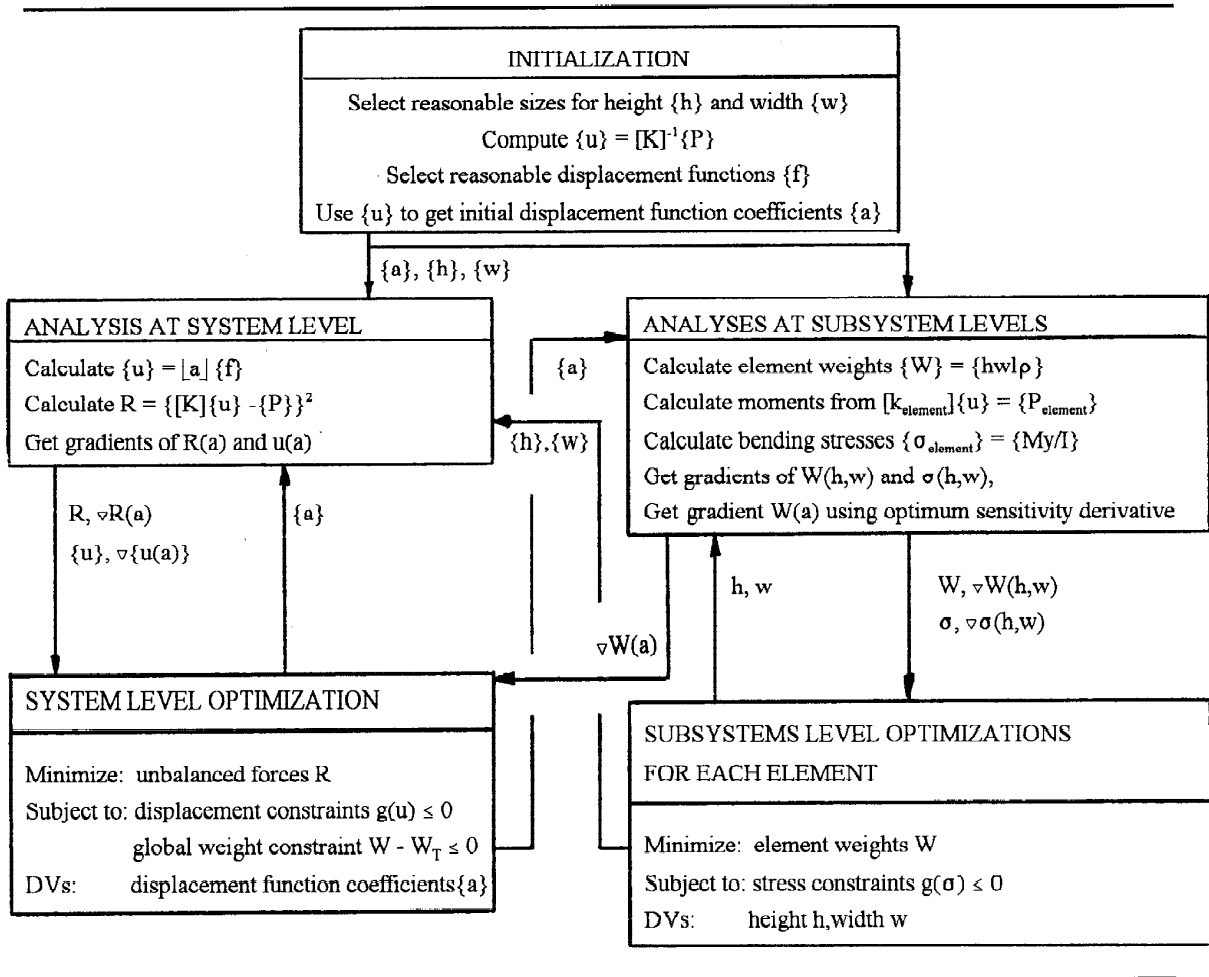 INITIALIZATION
Select reasonable sizes for height {h} and width {w}
Compute {u} = [K]⁻¹{P}
Select reasonable displacement functions {f}
Use {u} to get initial displacement function coefficients {a}
{a}, {h}, {w}
ANALYSIS AT SYSTEM LEVEL
Calculate {u} = ⌊a⌋ {f}
Calculate R = {[K]{u} -{P}}²
Get gradients of R(a) and u(a)
{a}
{h},{w}
ANALYSES AT SUBSYSTEM LEVELS
Calculate element weights {W} = {hwlρ}
Calculate moments from [k_element]{u} = {P_element}
Calculate bending stresses {σ_element} = {My/I}
Get gradients of W(h,w) and σ(h,w),
Get gradient W(a) using optimum sensitivity derivative
R, ▿R(a)
{u}, ▿{u(a)}
{a}
▿W(a)
h, w
W, ▿W(h,w)
σ, ▿σ(h,w)
SYSTEM LEVEL OPTIMIZATION
Minimize: unbalanced forces R
Subject to: displacement constraints g(u) ≤ 0
global weight constraint W - W_T ≤ 0
DVs: displacement function coefficients{a}
SUBSYSTEMS LEVEL OPTIMIZATIONS
FOR EACH ELEMENT
Minimize: element weights W
Subject to: stress constraints g(σ) ≤ 0
DVs: height h,width w